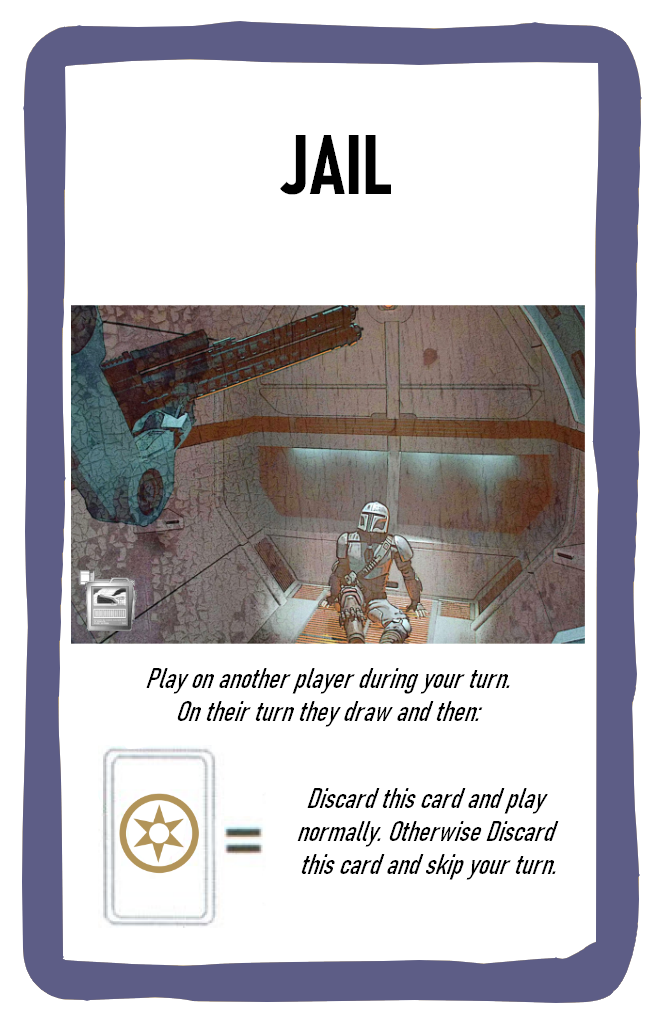 JAIL
Play on another player during your turn.
On their turn they draw and then:
=
Discard this card and play
normally. Otherwise Discard
this card and skip your turn.